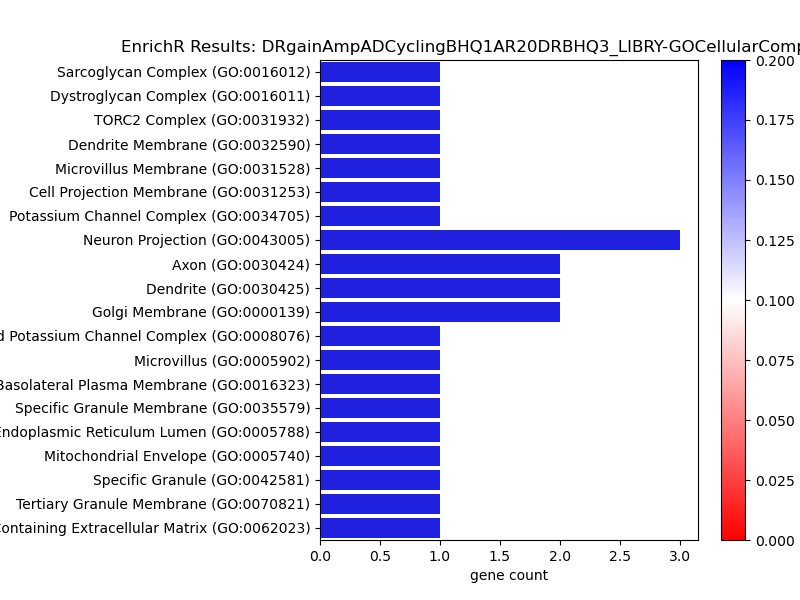 EnrichR Results: DRgainAmpADCyclingBHQ1AR20DRBHQ3_LIBRY-GOCellularComp
Sarcoglycan Complex (GO:0016012)
Dystroglycan Complex (GO:0016011)
TORC2 Complex (GO:0031932)
Dendrite Membrane (GO:0032590)
Microvillus Membrane (GO:0031528)
Cell Projection Membrane (GO:0031253)
Potassium Channel Complex (GO:0034705)
Neuron Projection (GO:0043005)
Axon (GO:0030424)
Dendrite (GO:0030425)
Golgi Membrane (GO:0000139)
d Potassium Channel Complex (GO:0008076)
Microvillus (GO:0005902)
Basolateral Plasma Membrane (GO:0016323)
Specific Granule Membrane (GO:0035579)
Endoplasmic Reticulum Lumen (GO:0005788)
Mitochondrial Envelope (GO:0005740)
Specific Granule (GO:0042581)
Tertiary Granule Membrane (GO:0070821)
Containing Extracellular Matrix (GO:0062023)
0.0 0.5 1.0 1.5 2.0 2.5 3.0
gene count
0.200
0.175
0.150
0.125
0.100
0.075
0.050
0.025
0.000